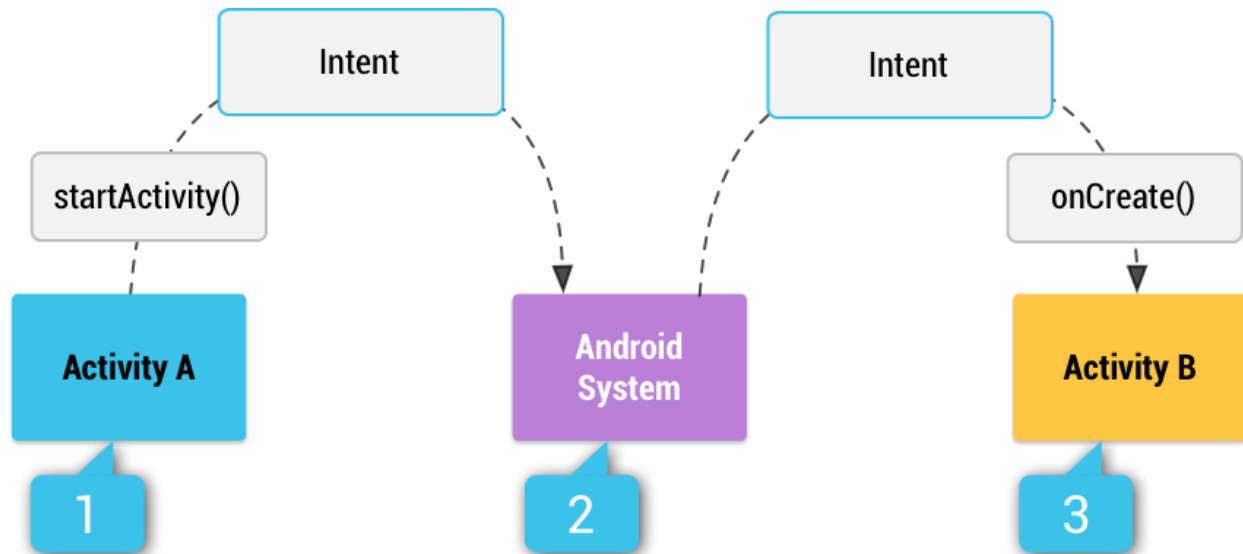 Intent
Intent
startActivity()
onCreate()
Activity A
Android
System
Activity B
1
2
3